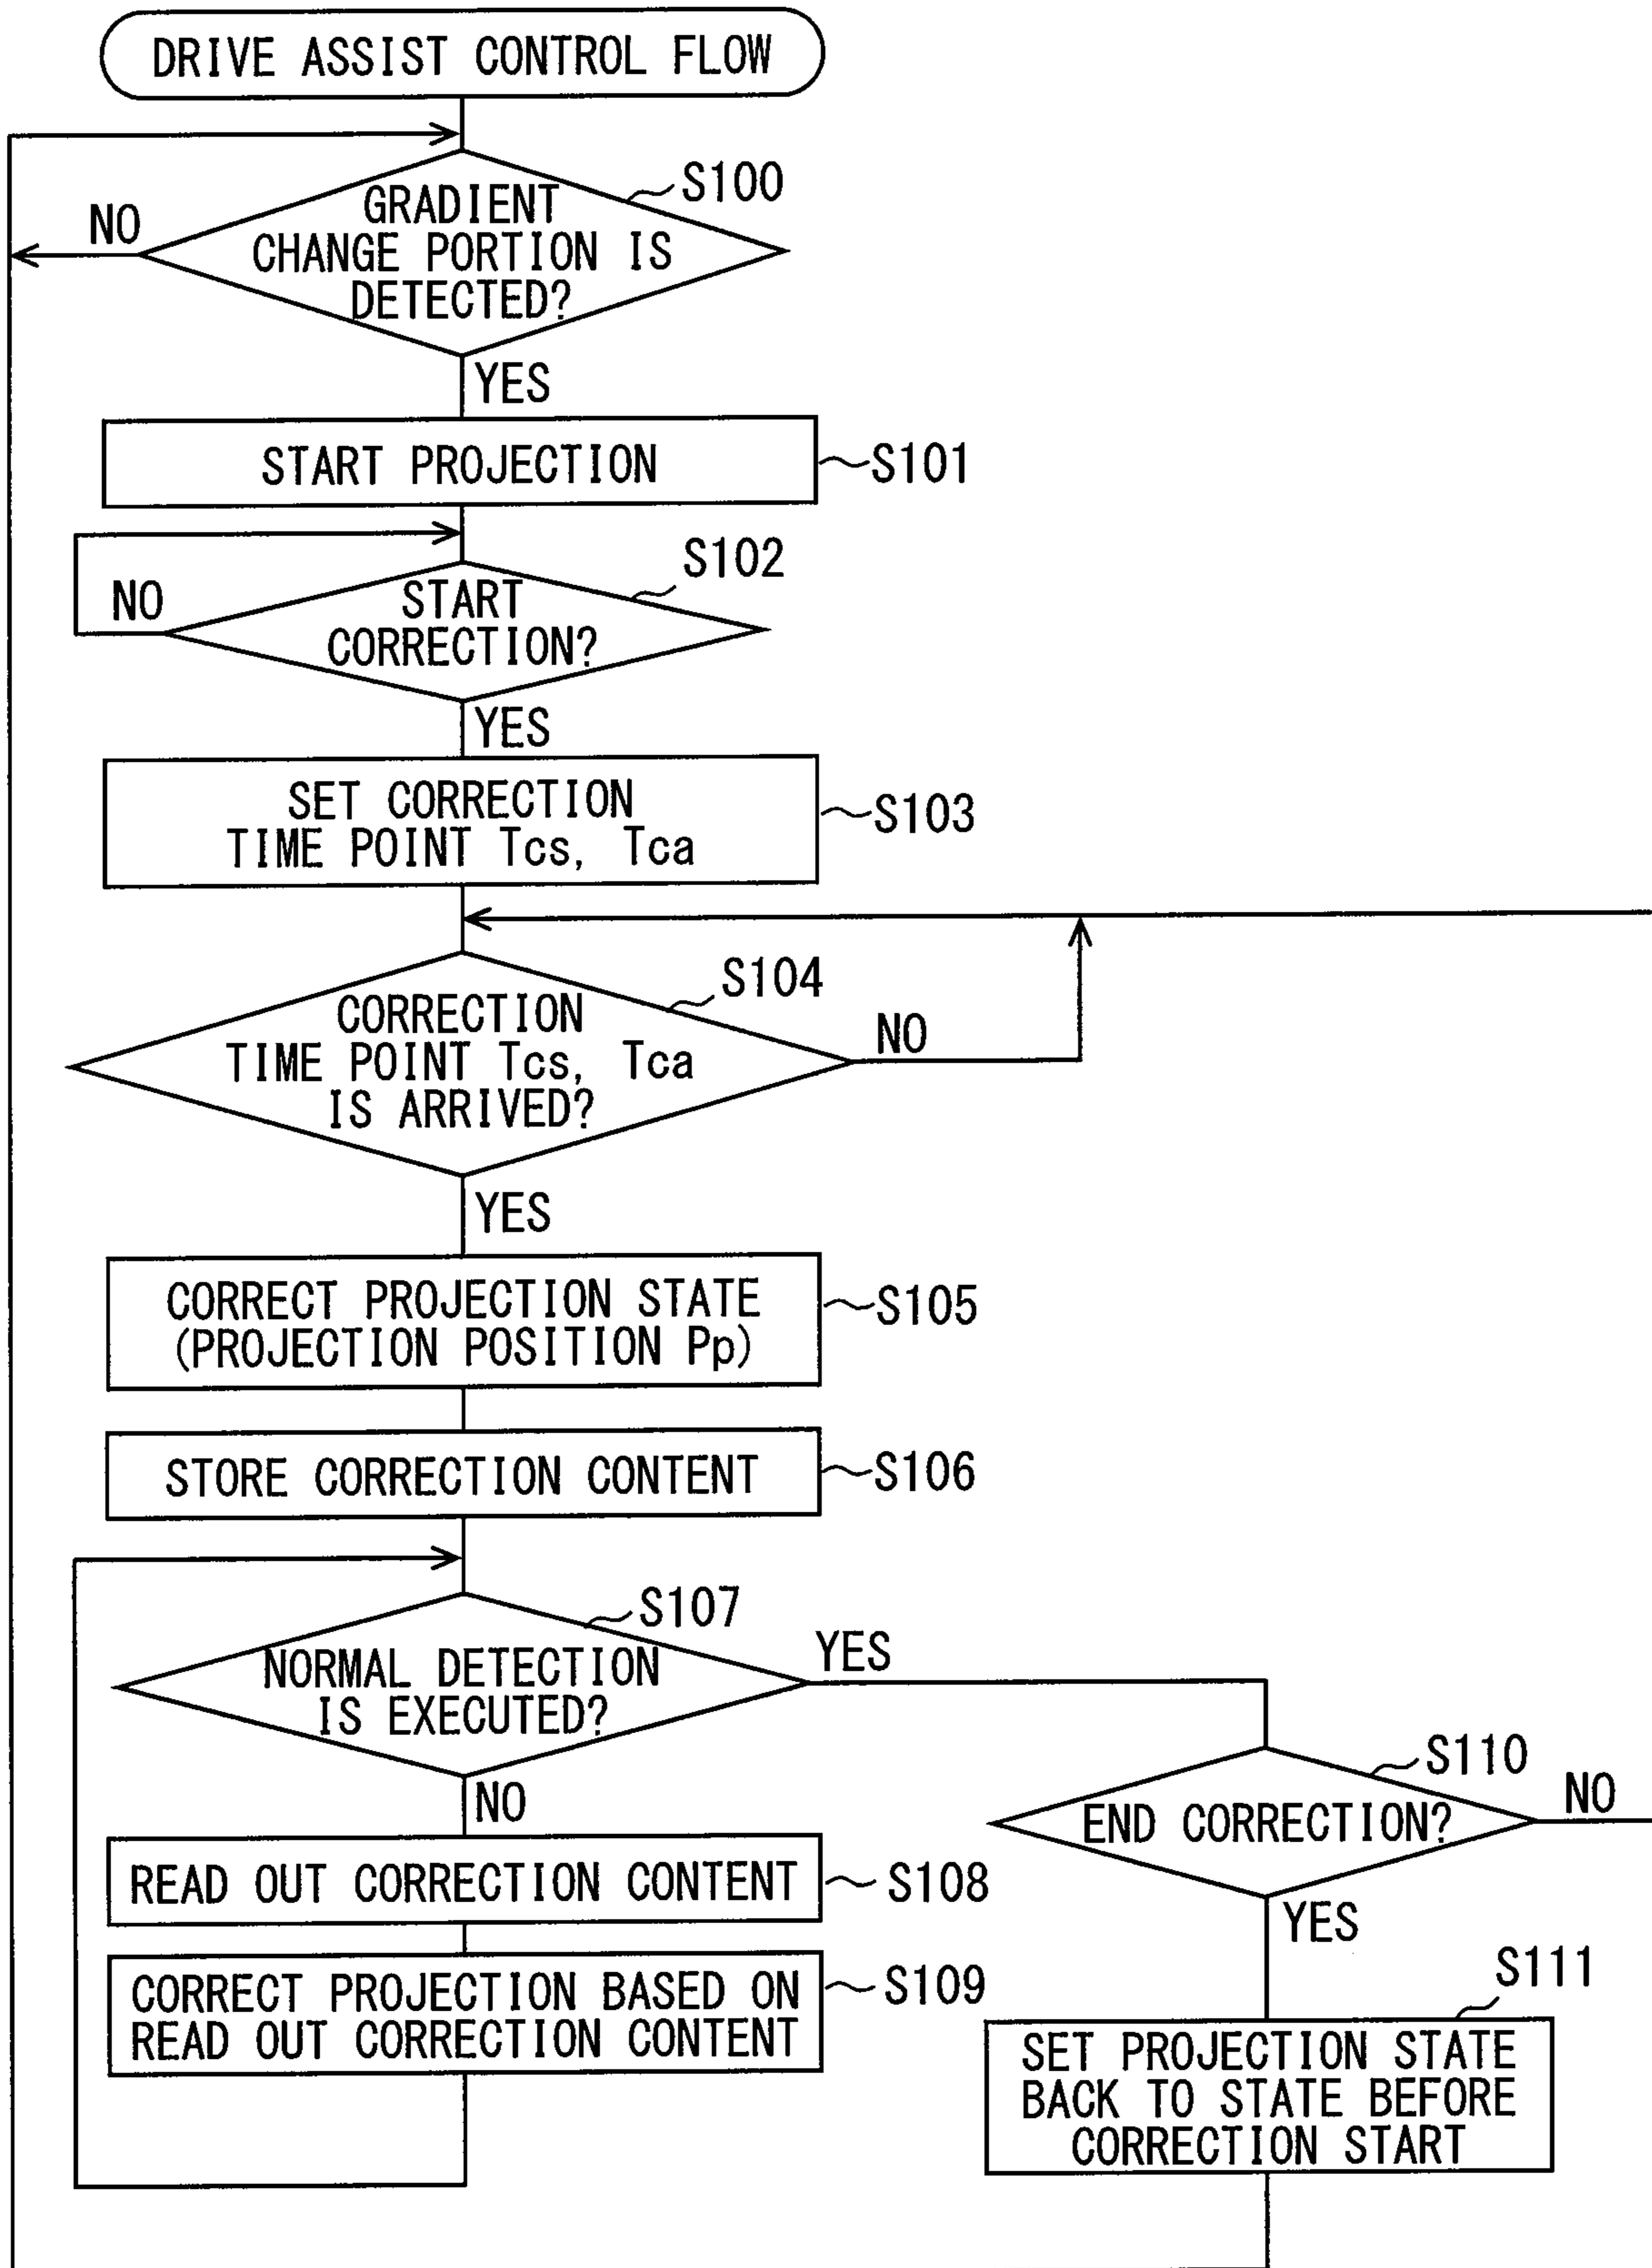 DRIVE ASSIST CONTROL FLOW
S100
NO
GRADIENT
CHANGE PORTION IS
DETECTED?
YES
START PROJECTION
S101
S102
NO
START
CORRECTION?
YES
SET CORRECTION
TIME POINT Tcs, Tca
S103
S104
CORRECTION
TIME POINT Tcs, Tca
IS ARRIVED?
NO
YES
CORRECT PROJECTION STATE
(PROJECTION POSITION Pp)
S105
STORE CORRECTION CONTENT
S106
S107
NORMAL DETECTION
IS EXECUTED?
YES
NO
S110
END CORRECTION?
NO
YES
READ OUT CORRECTION CONTENT
S108
CORRECT PROJECTION BASED ON
READ OUT CORRECTION CONTENT
S109
S111
SET PROJECTION STATE
BACK TO STATE BEFORE
CORRECTION START